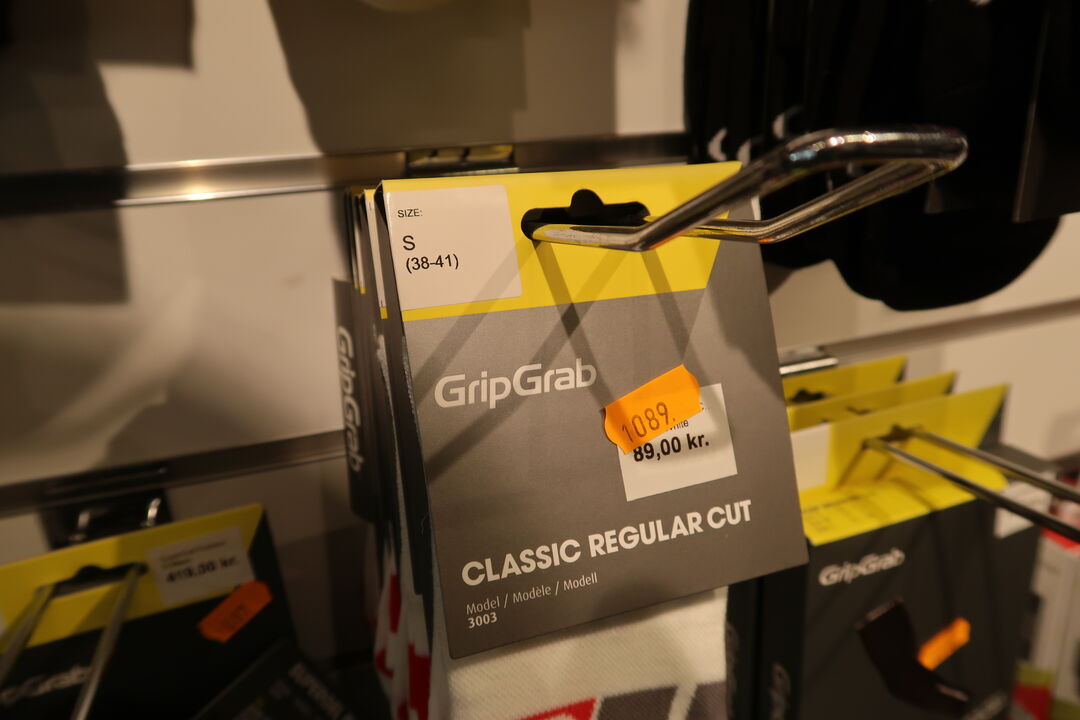 SIZE:
S
(38-41)
GripGrab
1089.
89,00 kr.
CLASSIC REGULAR CUT
Model / Modèle / Modell
3003
GripGrab
GripGrab